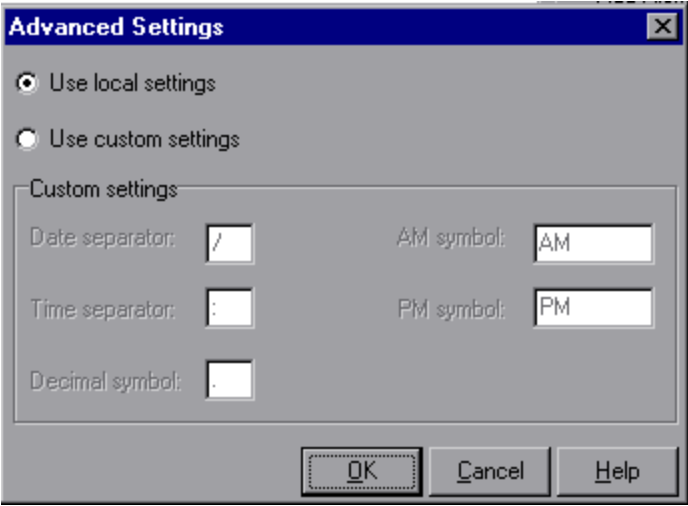 Advanced Settings
Use local settings
Use custom settings
Custom settings
Date separator: / AM symbol: AM
Time separator: : PM symbol: PM
Decimal symbol: .
OK Cancel Help